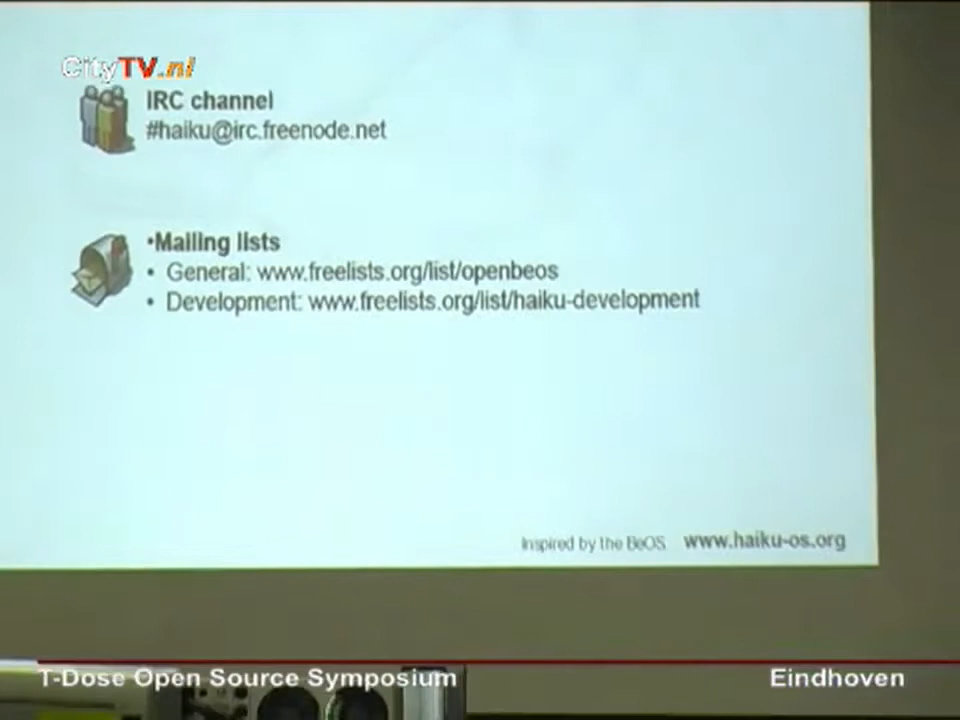 CityTV.nl
IRC channel
#haiku@irc.freenode.net
•Mailing lists
• General: www.freelists.org/list/openbeos
• Development: www.freelists.org/list/haiku-development
Inspired by the BeOS www.haiku-os.org
T-Dose Open Source Symposium
Eindhoven